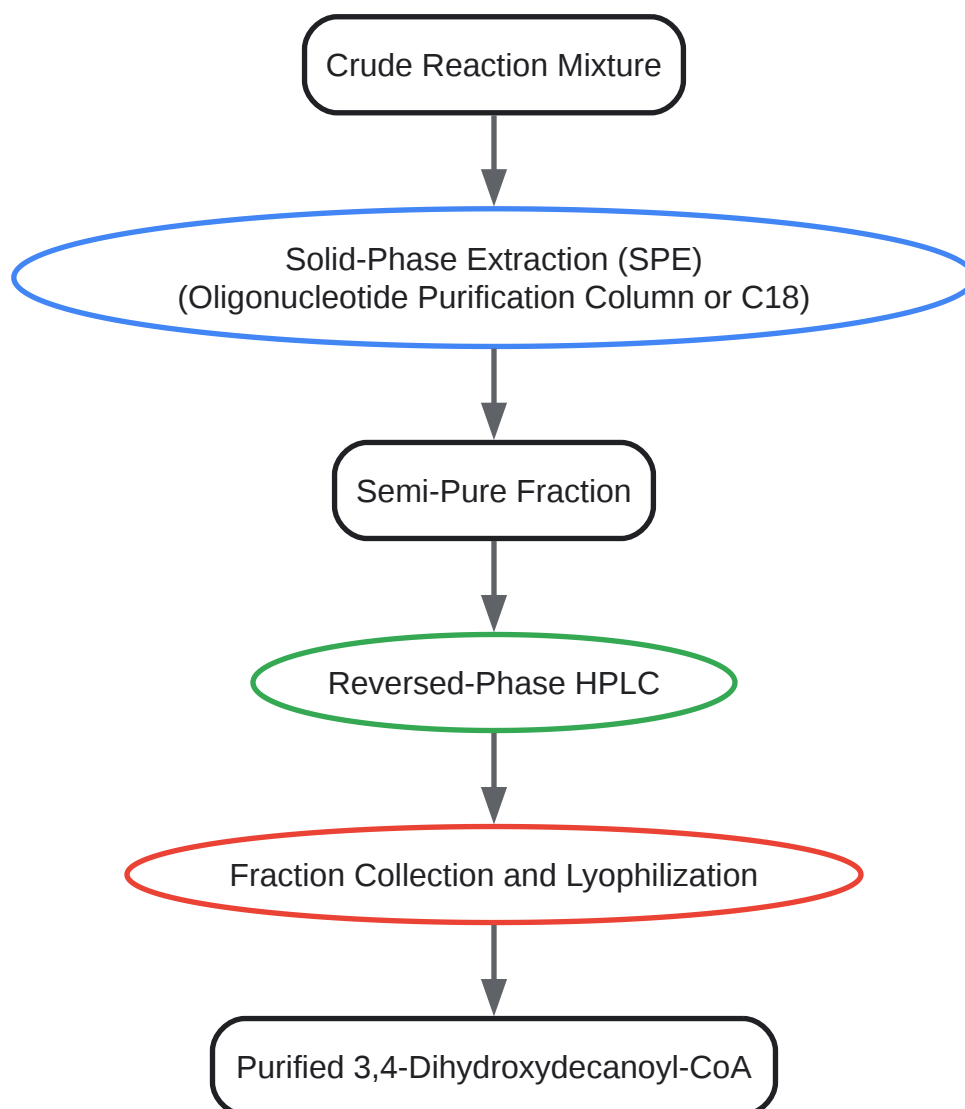 Crude Reaction Mixture
Solid-Phase Extraction (SPE)
(Oligonucleotide Purification Column or C18)
Semi-Pure Fraction
Reversed-Phase HPLC
Fraction Collection and Lyophilization
Purified 3,4-Dihydroxydecanoyl-CoA